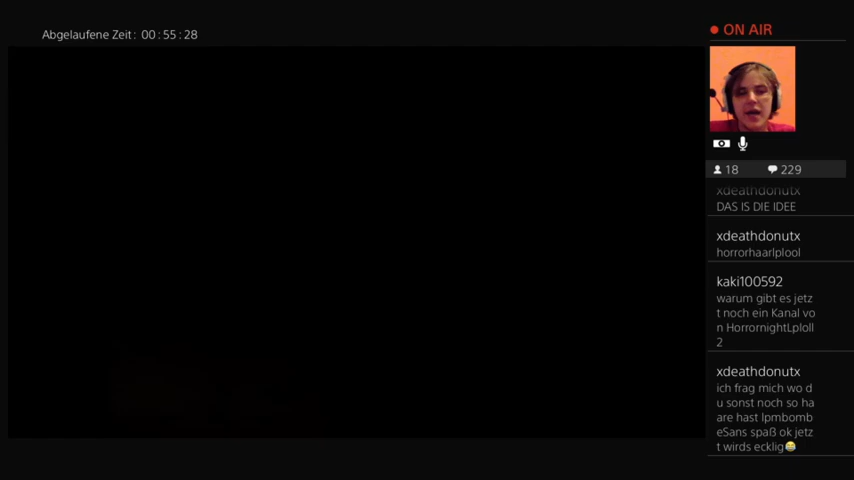 Abgelaufene Zeit: 00:55:28
ON AIR
18 229
xdeathdonutx
DAS IS DIE IDEE
xdeathdonutx
horrorhaarlplool
kaki100592
warum gibt es jetz
t noch ein Kanal vo
n HorrornightLploll
2
xdeathdonutx
ich frag mich wo d
u sonst noch so ha
are hast lpmbomb
eSans spaß ok jetz
t wirds ecklig😂